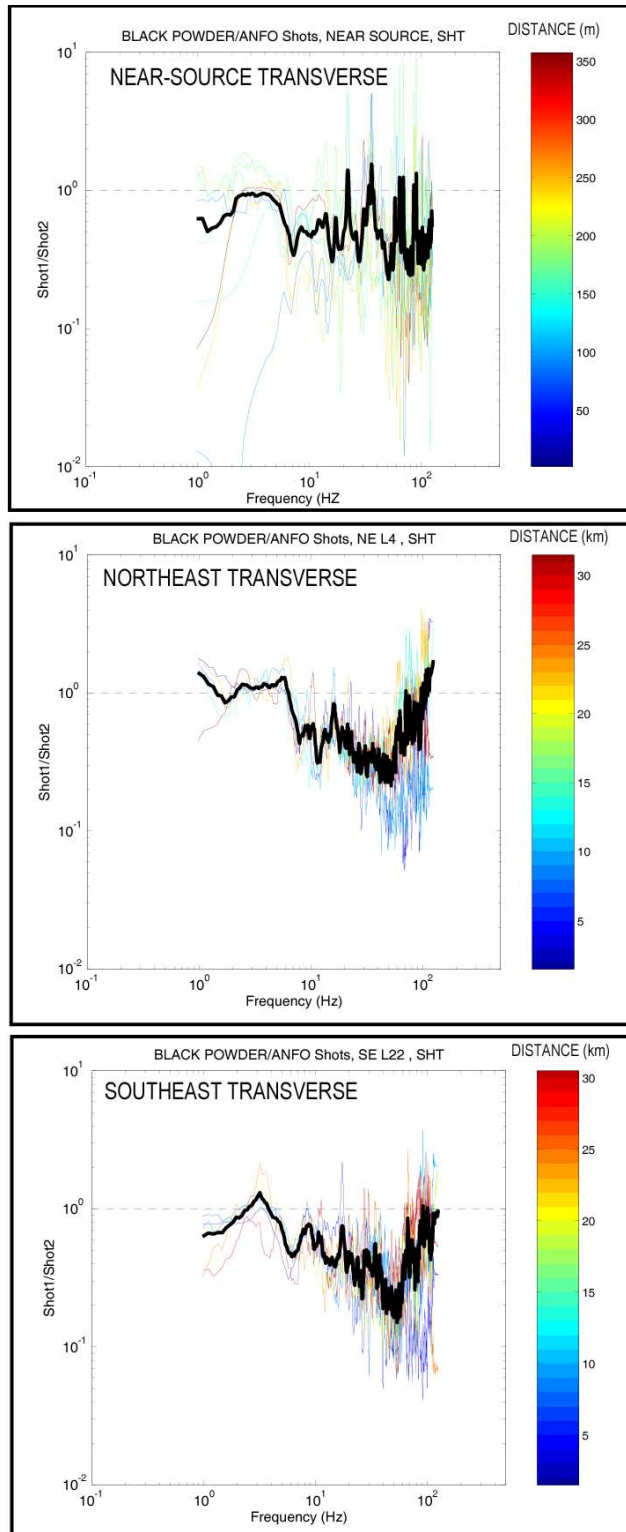 BLACK POWDER/ANFO Shots, NEAR SOURCE, SHT
DISTANCE (m)
NEAR-SOURCE TRANSVERSE
10^1
10^0
10^-1
10^-2
Shot1/Shot2
10^-1 10^0 10^1 10^2
Frequency (HZ
350
300
250
200
150
100
50
BLACK POWDER/ANFO Shots, NE L4 , SHT
DISTANCE (km)
NORTHEAST TRANSVERSE
10^1
10^0
10^-1
10^-2
Shot1/Shot2
10^-1 10^0 10^1 10^2
Frequency (Hz)
30
25
20
15
10
5
BLACK POWDER/ANFO Shots, SE L22 , SHT
DISTANCE (km)
SOUTHEAST TRANSVERSE
10^1
10^0
10^-1
10^-2
Shot1/Shot2
10^-1 10^0 10^1 10^2
Frequency (Hz)
30
25
20
15
10
5